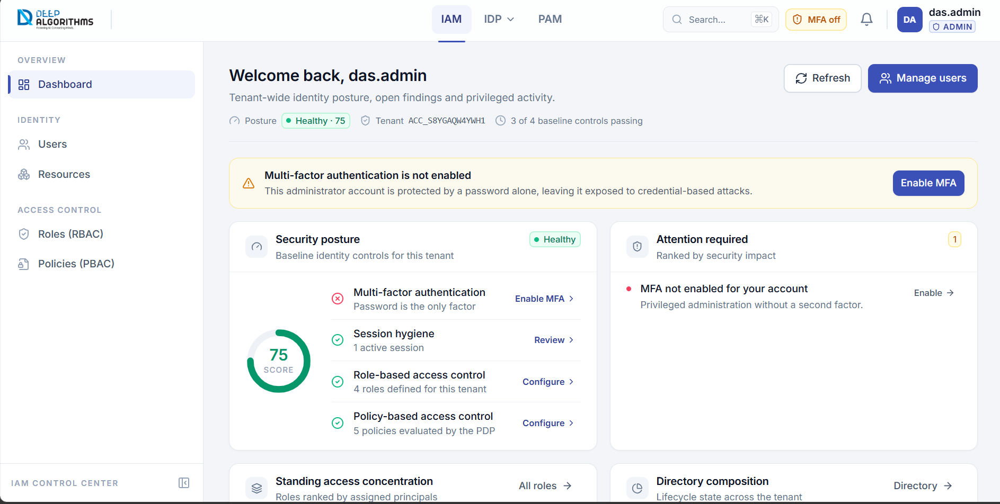 DEEP
ALGORITHMS
Fostering AI, Connecting Minds
IAM
IDP
PAM
Search...
⌘K
MFA off
DA
das.admin
ADMIN
OVERVIEW
Dashboard
IDENTITY
Users
Resources
ACCESS CONTROL
Roles (RBAC)
Policies (PBAC)
IAM CONTROL CENTER
Welcome back, das.admin
Tenant-wide identity posture, open findings and privileged activity.
Refresh
Manage users
Posture Healthy · 75 Tenant ACC_S8YGAQW4YWH1 3 of 4 baseline controls passing
Multi-factor authentication is not enabled
This administrator account is protected by a password alone, leaving it exposed to credential-based attacks.
Enable MFA
Security posture
Baseline identity controls for this tenant
Healthy
75
SCORE
Multi-factor authentication
Password is the only factor
Enable MFA
Session hygiene
1 active session
Review
Role-based access control
4 roles defined for this tenant
Configure
Policy-based access control
5 policies evaluated by the PDP
Configure
Attention required
Ranked by security impact
1
MFA not enabled for your account
Privileged administration without a second factor.
Enable
Standing access concentration
Roles ranked by assigned principals
All roles
Directory composition
Lifecycle state across the tenant
Directory